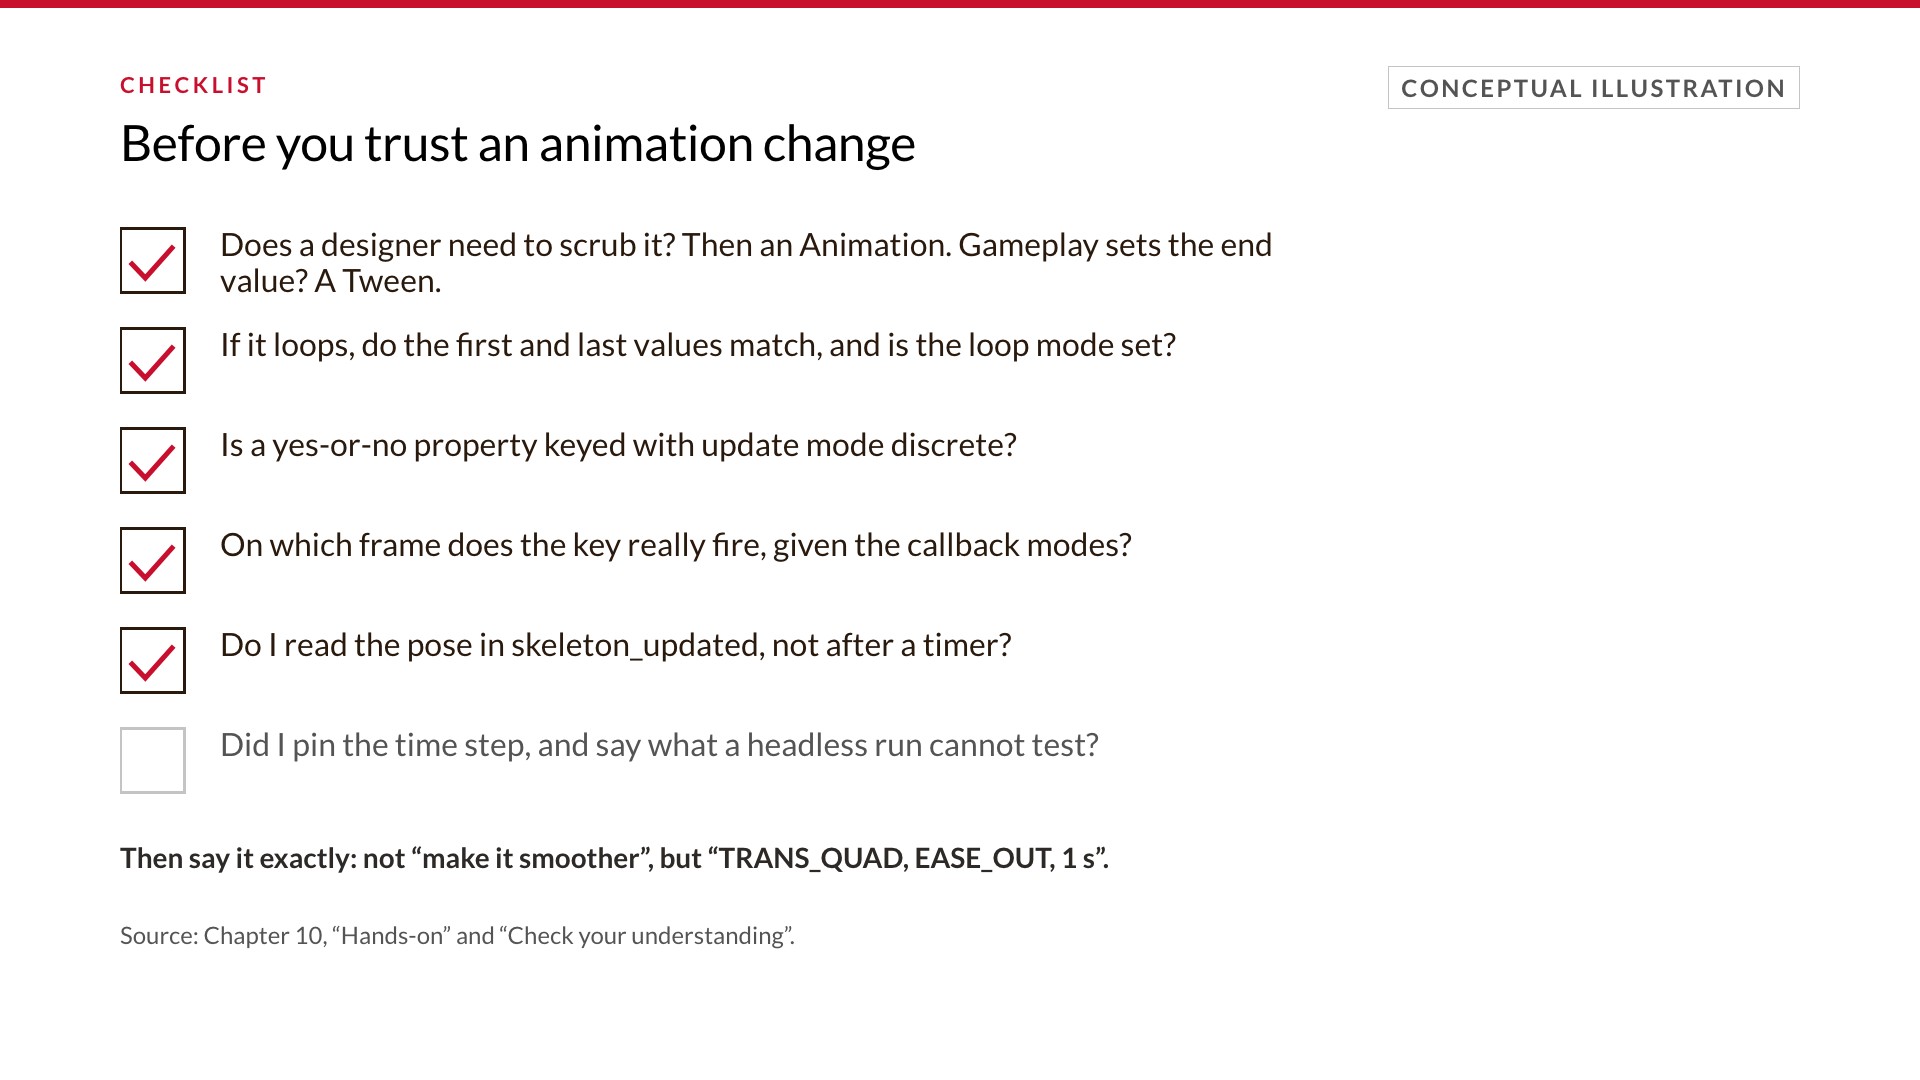 CHECKLIST
CONCEPTUAL ILLUSTRATION
Before you trust an animation change
Does a designer need to scrub it? Then an Animation. Gameplay sets the end
value? A Tween.
If it loops, do the first and last values match, and is the loop mode set?
Is a yes-or-no property keyed with update mode discrete?
On which frame does the key really fire, given the callback modes?
Do I read the pose in skeleton_updated, not after a timer?
Did I pin the time step, and say what a headless run cannot test?
Then say it exactly: not “make it smoother”, but “TRANS_QUAD, EASE_OUT, 1 s”.
Source: Chapter 10, “Hands-on” and “Check your understanding”.